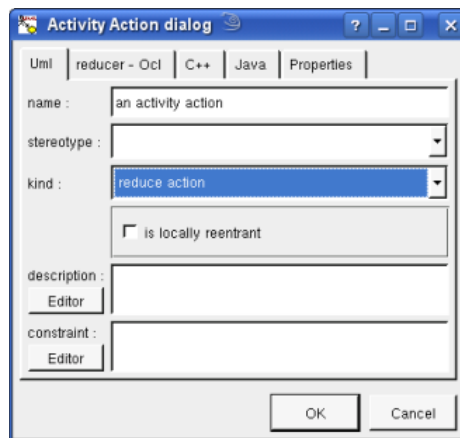 Activity Action dialog
Uml reducer - Ocl C++ Java Properties
name : an activity action
stereotype :
kind : reduce action
is locally reentrant
description :
Editor
constraint :
Editor
OK Cancel